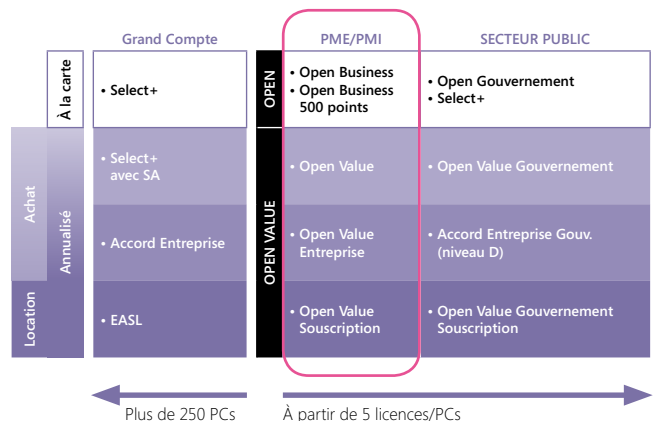 Grand Compte
PME/PMI
SECTEUR PUBLIC
À la carte
• Select+
OPEN
• Open Business
• Open Business
500 points
• Open Gouvernement
• Select+
Achat
Annualisé
• Select+
avec SA
OPEN VALUE
• Open Value
• Open Value Gouvernement
• Accord Entreprise
• Open Value
Entreprise
• Accord Entreprise Gouv.
(niveau D)
Location
• EASL
• Open Value
Souscription
• Open Value Gouvernement
Souscription
Plus de 250 PCs
À partir de 5 licences/PCs